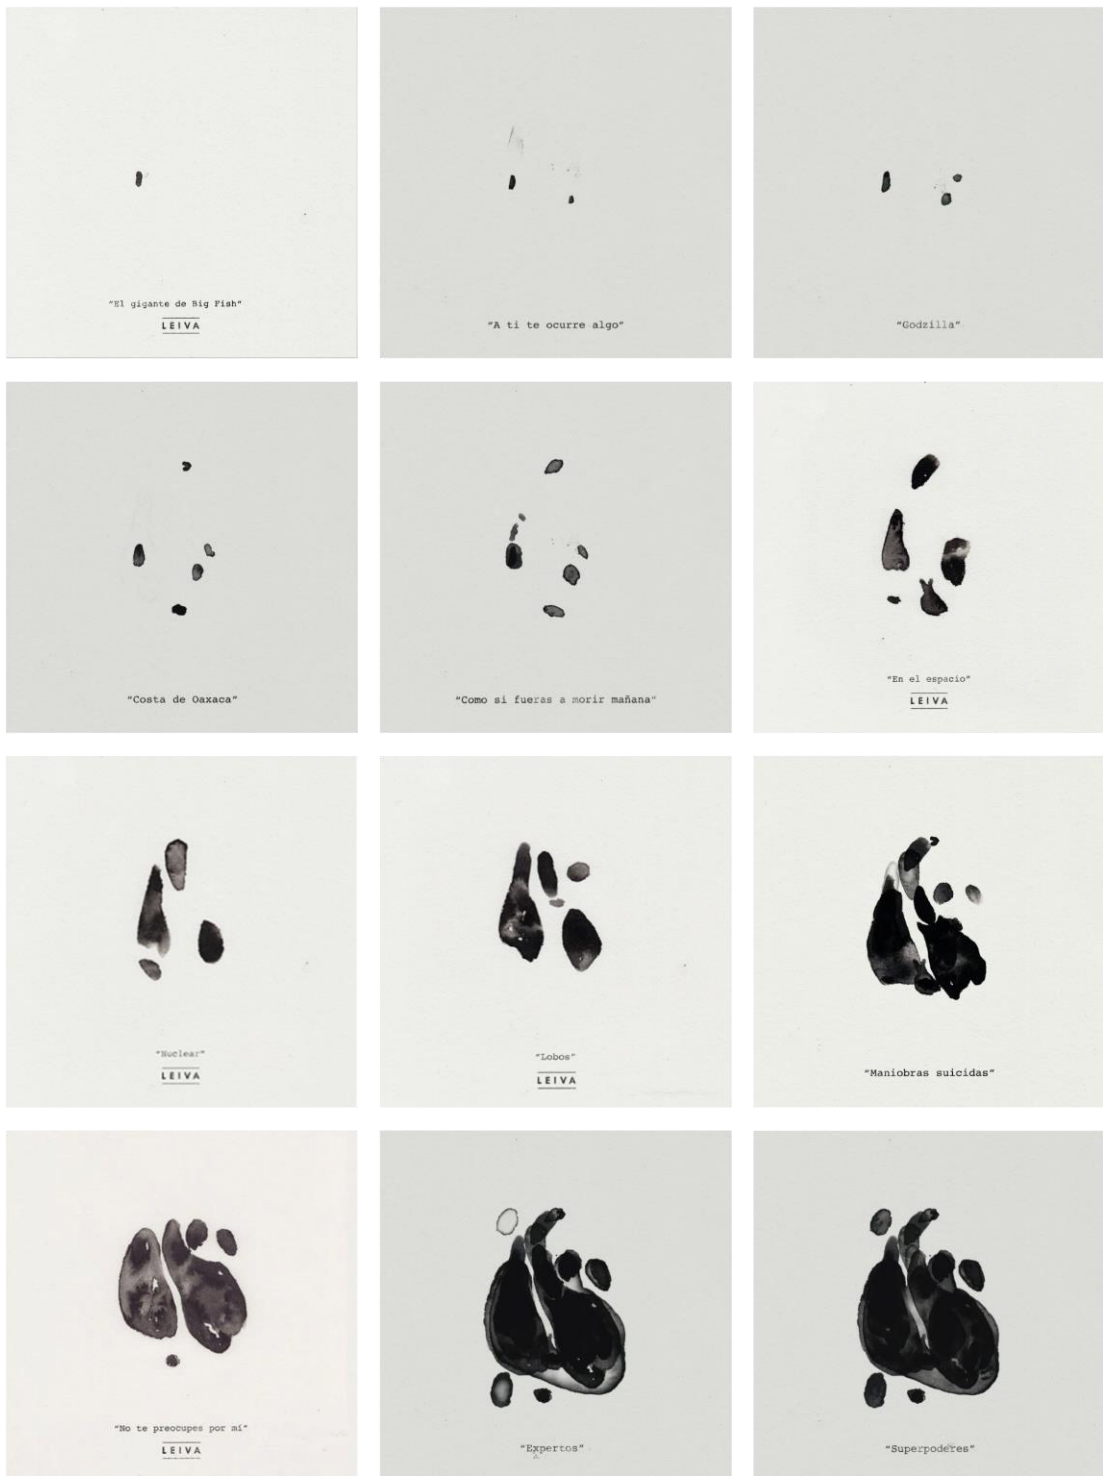 "El gigante de Big Fish"
LEIVA
"A ti te ocurre algo"
"Godzilla"
"Costa de Oaxaca"
"Como si fueras a morir mañana"
"En el espacio"
LEIVA
"Nuclear"
LEIVA
"Lobos"
LEIVA
"Maniobras suicidas"
"No te preocupes por mí"
LEIVA
"Expertos"
"Superpoderes"